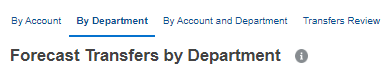 By Account By Department By Account and Department Transfers Review
Forecast Transfers by Department